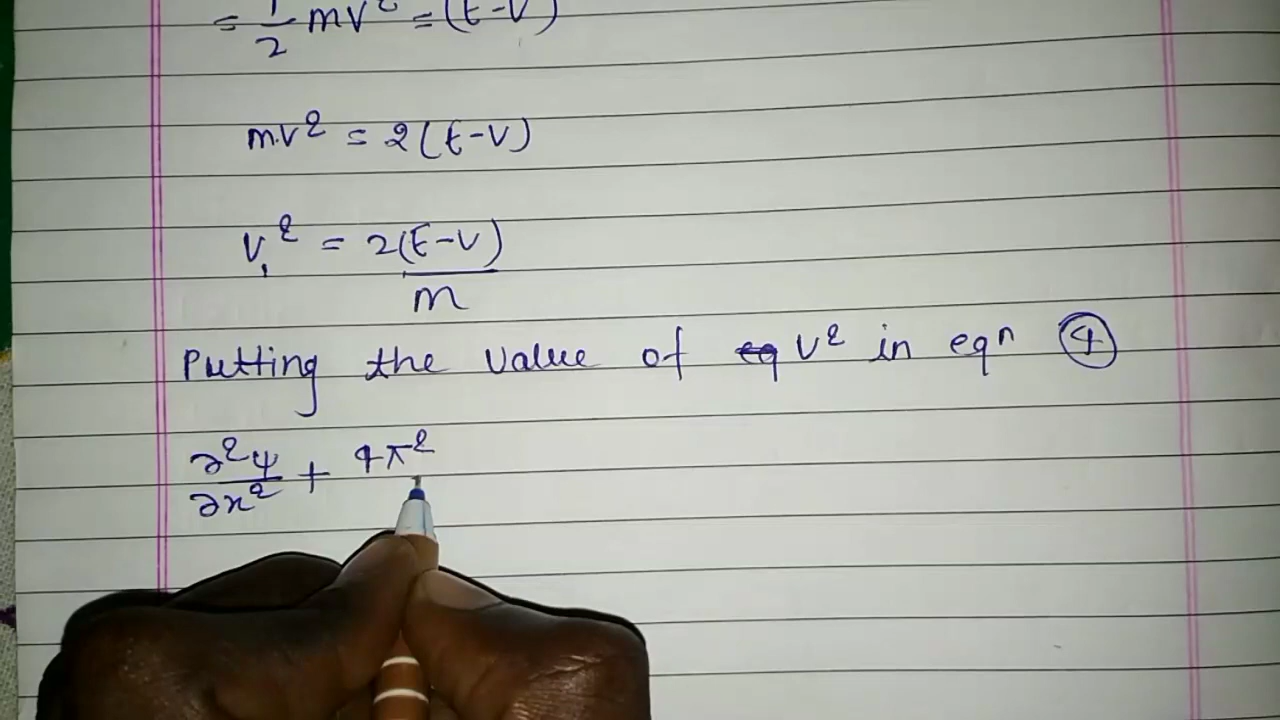 = 1/2 mv² = (E-V)
mv² = 2(E-V)
v² = 2(E-V)/m
Putting the value of eq v² in eqn ④
∂²ψ/∂x² + 4π²